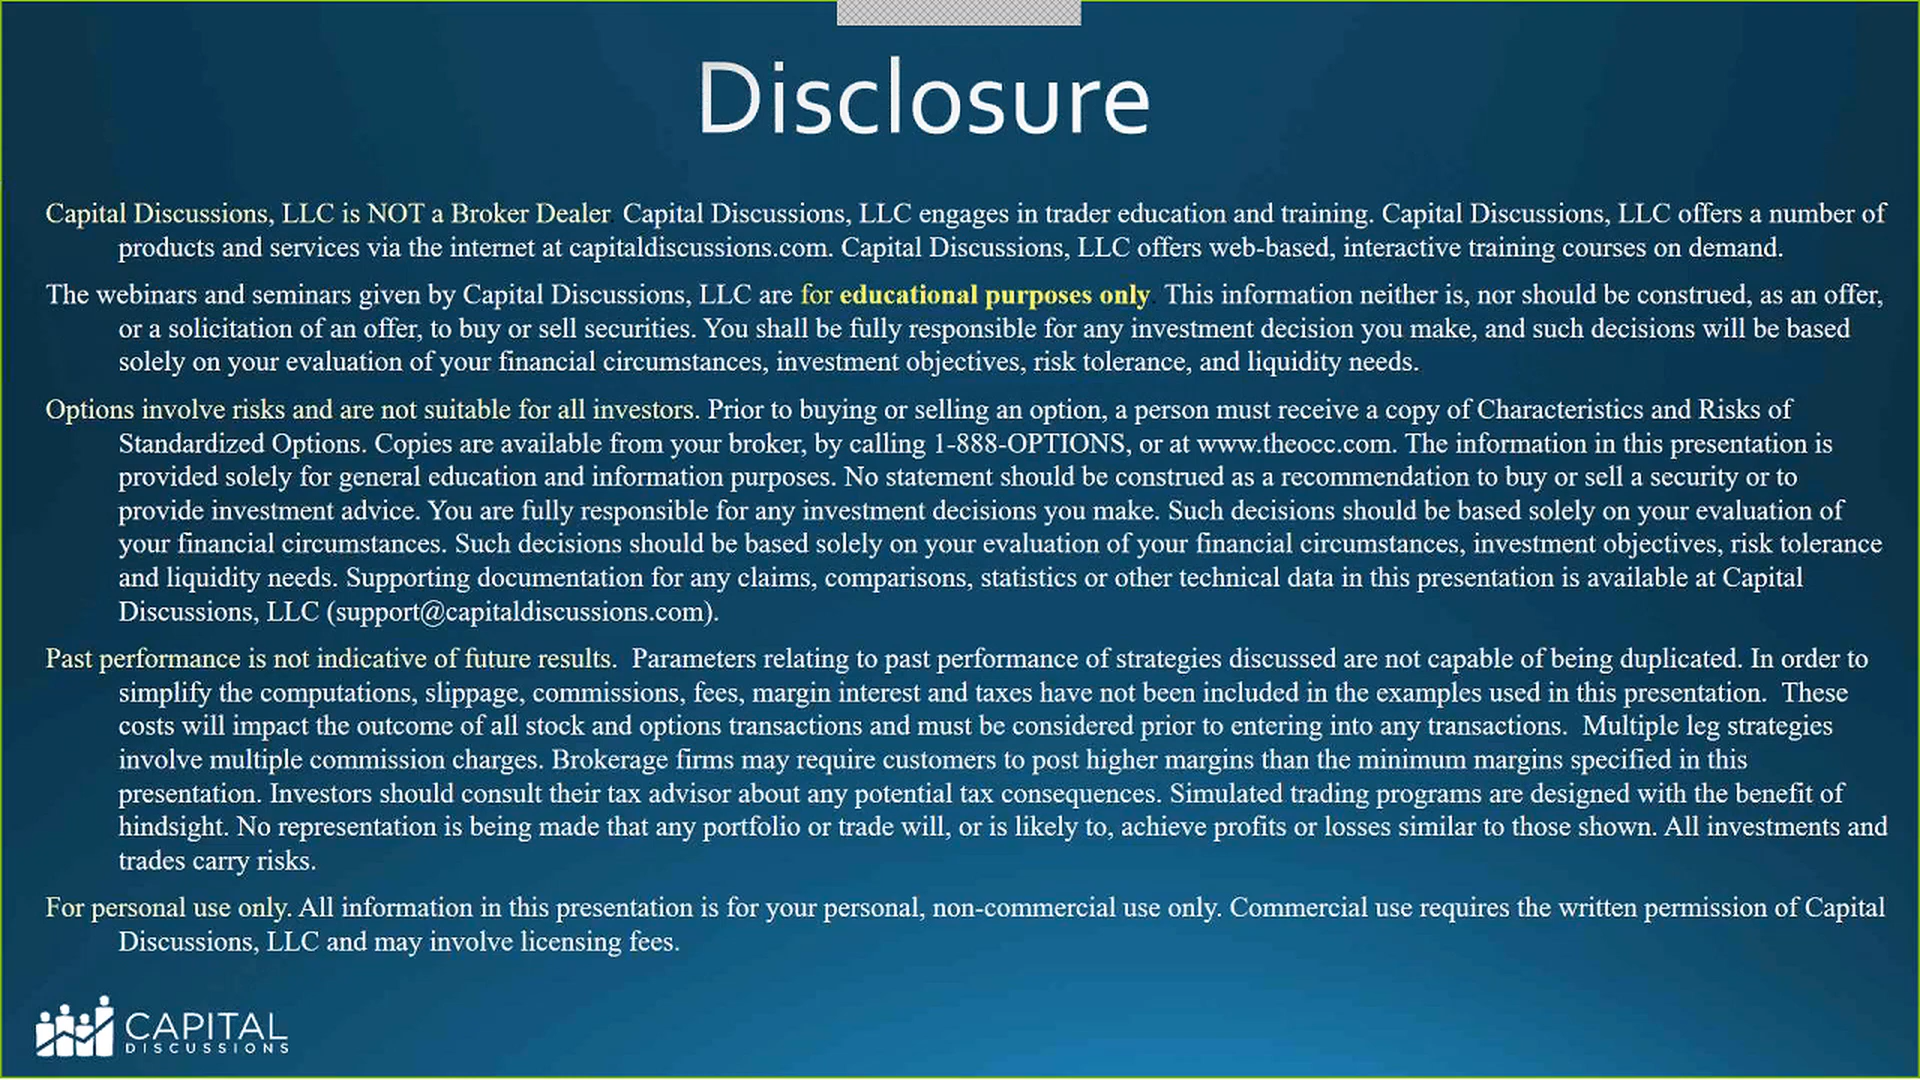 Disclosure
Capital Discussions, LLC is NOT a Broker Dealer Capital Discussions, LLC engages in trader education and training. Capital Discussions, LLC offers a number of
products and services via the internet at capitaldiscussions.com. Capital Discussions, LLC offers web-based, interactive training courses on demand.
The webinars and seminars given by Capital Discussions, LLC are for educational purposes only. This information neither is, nor should be construed, as an offer,
or a solicitation of an offer, to buy or sell securities. You shall be fully responsible for any investment decision you make, and such decisions will be based
solely on your evaluation of your financial circumstances, investment objectives, risk tolerance, and liquidity needs.
Options involve risks and are not suitable for all investors. Prior to buying or selling an option, a person must receive a copy of Characteristics and Risks of
Standardized Options. Copies are available from your broker, by calling 1-888-OPTIONS, or at www.theocc.com. The information in this presentation is
provided solely for general education and information purposes. No statement should be construed as a recommendation to buy or sell a security or to
provide investment advice. You are fully responsible for any investment decisions you make. Such decisions should be based solely on your evaluation of
your financial circumstances. Such decisions should be based solely on your evaluation of your financial circumstances, investment objectives, risk tolerance
and liquidity needs. Supporting documentation for any claims, comparisons, statistics or other technical data in this presentation is available at Capital
Discussions, LLC (support@capitaldiscussions.com).
Past performance is not indicative of future results.  Parameters relating to past performance of strategies discussed are not capable of being duplicated. In order to
simplify the computations, slippage, commissions, fees, margin interest and taxes have not been included in the examples used in this presentation.  These
costs will impact the outcome of all stock and options transactions and must be considered prior to entering into any transactions.  Multiple leg strategies
involve multiple commission charges. Brokerage firms may require customers to post higher margins than the minimum margins specified in this
presentation. Investors should consult their tax advisor about any potential tax consequences. Simulated trading programs are designed with the benefit of
hindsight. No representation is being made that any portfolio or trade will, or is likely to, achieve profits or losses similar to those shown. All investments and
trades carry risks.
For personal use only. All information in this presentation is for your personal, non-commercial use only. Commercial use requires the written permission of Capital
Discussions, LLC and may involve licensing fees.
CAPITAL
DISCUSSIONS